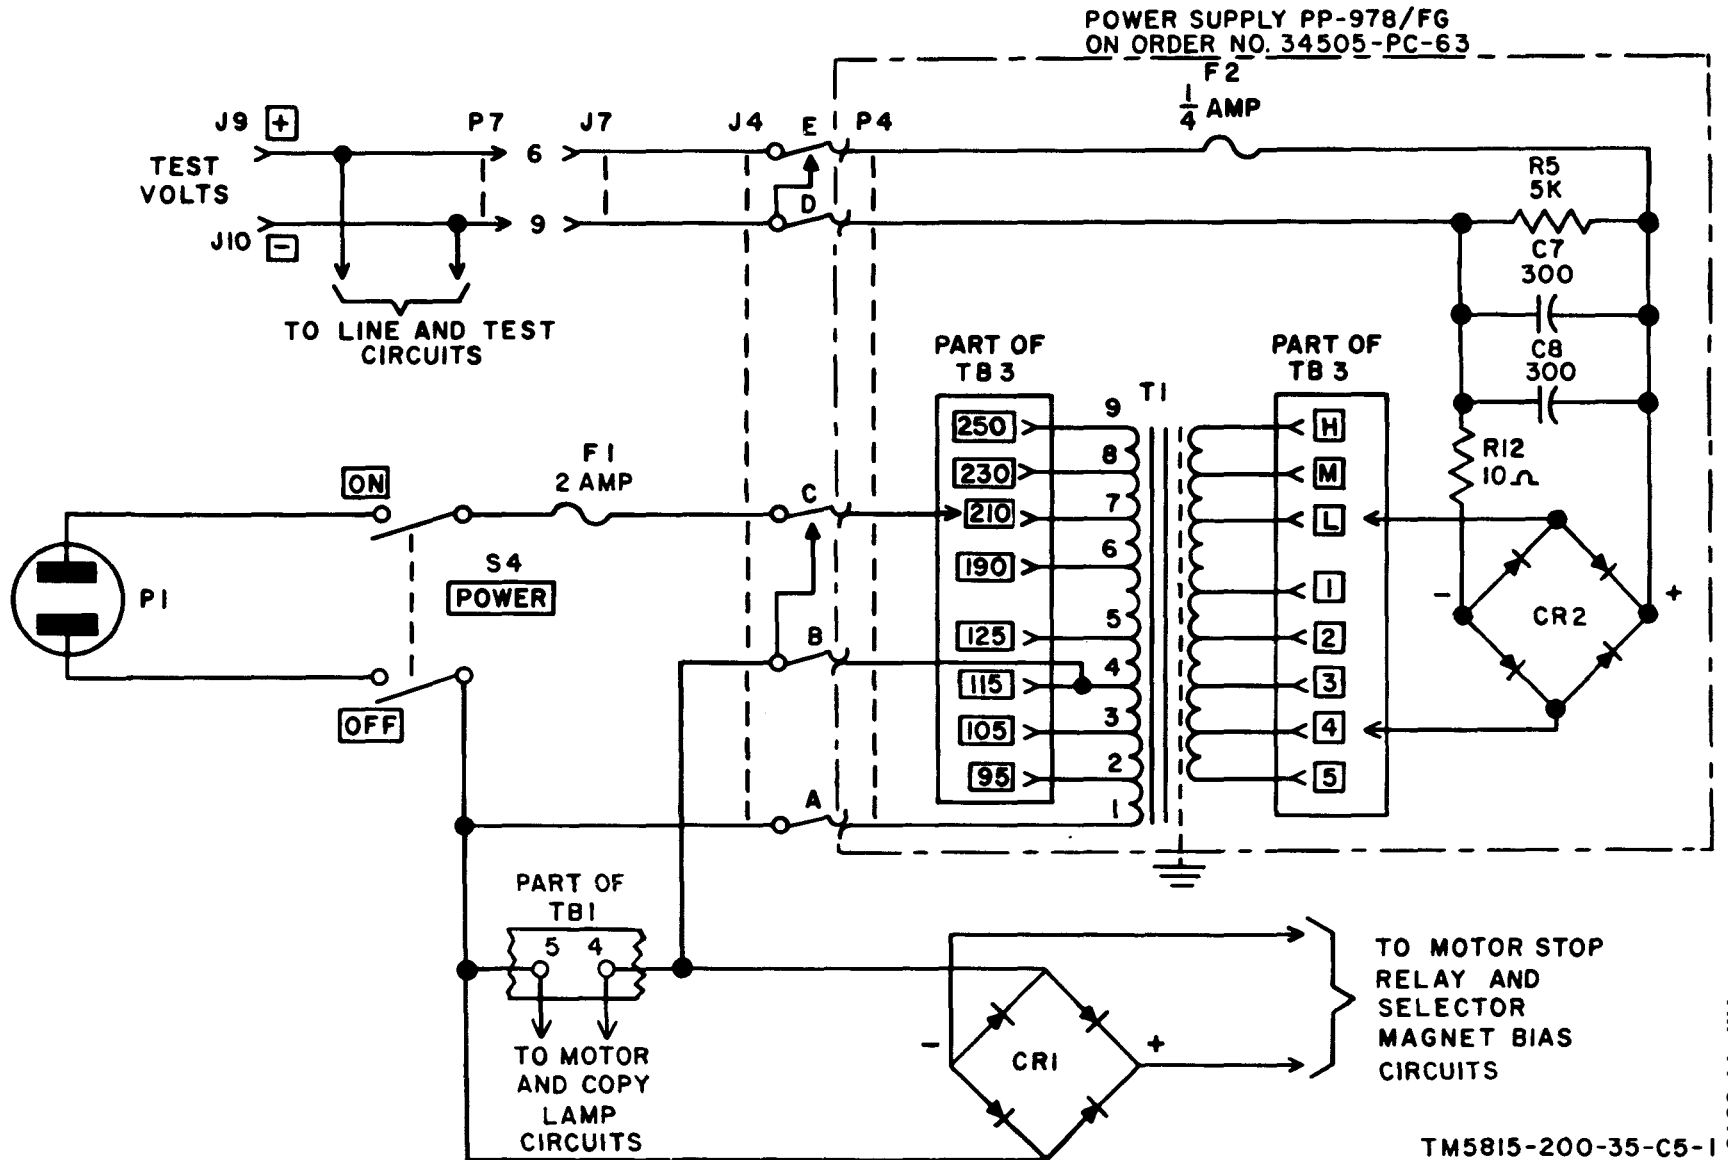 POWER SUPPLY PP-978/FG
ON ORDER NO. 34505-PC-63
F2
1/4 AMP
J9 +
P7
J7
J4
E
P4
TEST
VOLTS
6
J10 -
9
D
R5
5K
C7
300
C8
300
TO LINE AND TEST
CIRCUITS
PART OF
TB3
T1
PART OF
TB3
250
9
H
230
8
M
210
7
L
190
6
1
125
5
2
115
4
3
105
3
4
95
2
5
1
R12
10Ω
-
CR2
+
ON
F1
2 AMP
C
P1
S4
POWER
B
OFF
A
PART OF
TB1
5 4
TO MOTOR
AND COPY
LAMP
CIRCUITS
-
CR1
+
TO MOTOR STOP
RELAY AND
SELECTOR
MAGNET BIAS
CIRCUITS
TM5815-200-35-C5-1